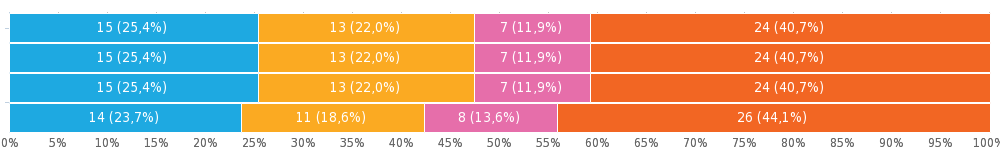 15 (25,4%) 13 (22,0%) 7 (11,9%) 24 (40,7%)
15 (25,4%) 13 (22,0%) 7 (11,9%) 24 (40,7%)
15 (25,4%) 13 (22,0%) 7 (11,9%) 24 (40,7%)
14 (23,7%) 11 (18,6%) 8 (13,6%) 26 (44,1%)
0% 5% 10% 15% 20% 25% 30% 35% 40% 45% 50% 55% 60% 65% 70% 75% 80% 85% 90% 95% 100%